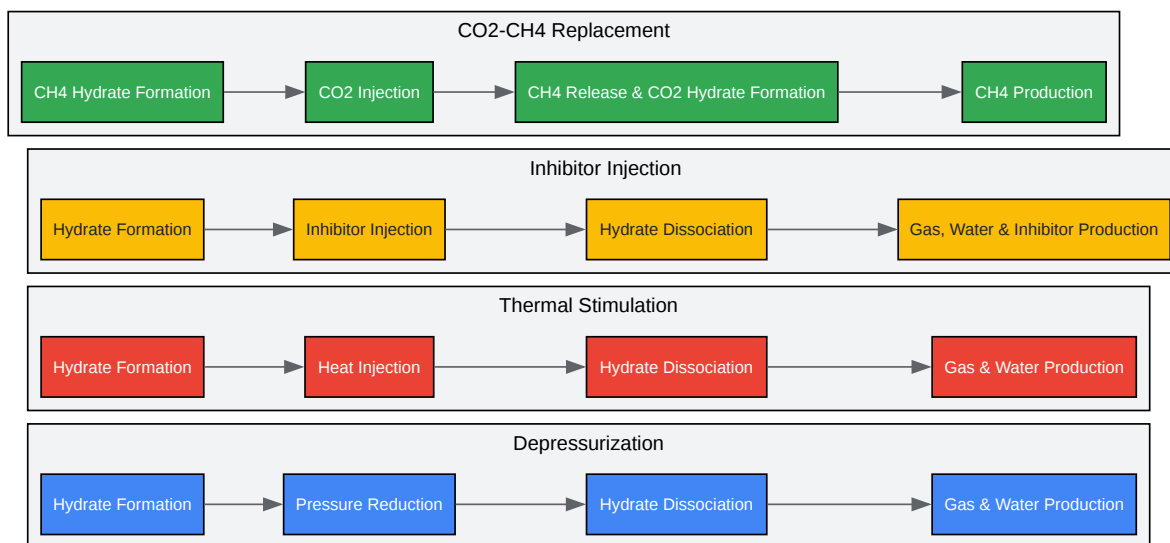 CO2-CH4 Replacement
CH4 Hydrate Formation
CO2 Injection
CH4 Release & CO2 Hydrate Formation
CH4 Production
Inhibitor Injection
Hydrate Formation
Inhibitor Injection
Hydrate Dissociation
Gas, Water & Inhibitor Production
Thermal Stimulation
Hydrate Formation
Heat Injection
Hydrate Dissociation
Gas & Water Production
Depressurization
Hydrate Formation
Pressure Reduction
Hydrate Dissociation
Gas & Water Production